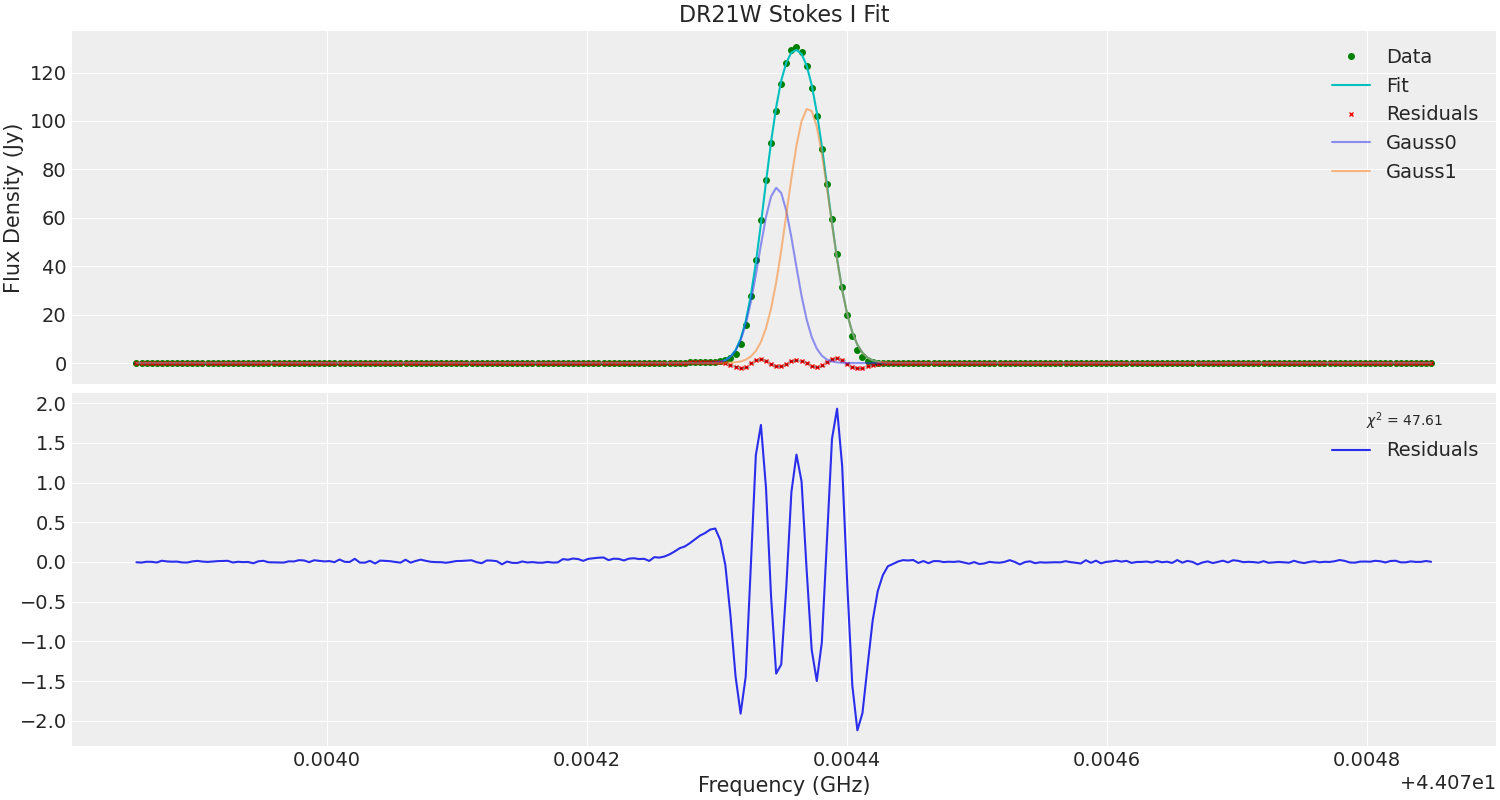 DR21W Stokes I Fit
Flux Density (Jy)
120
100
80
60
40
20
0
Data
Fit
Residuals
Gauss0
Gauss1
2.0
1.5
1.0
0.5
0.0
−0.5
−1.0
−1.5
−2.0
χ² = 47.61
Residuals
0.0040 0.0042 0.0044 0.0046 0.0048
Frequency (GHz)
+4.407e1